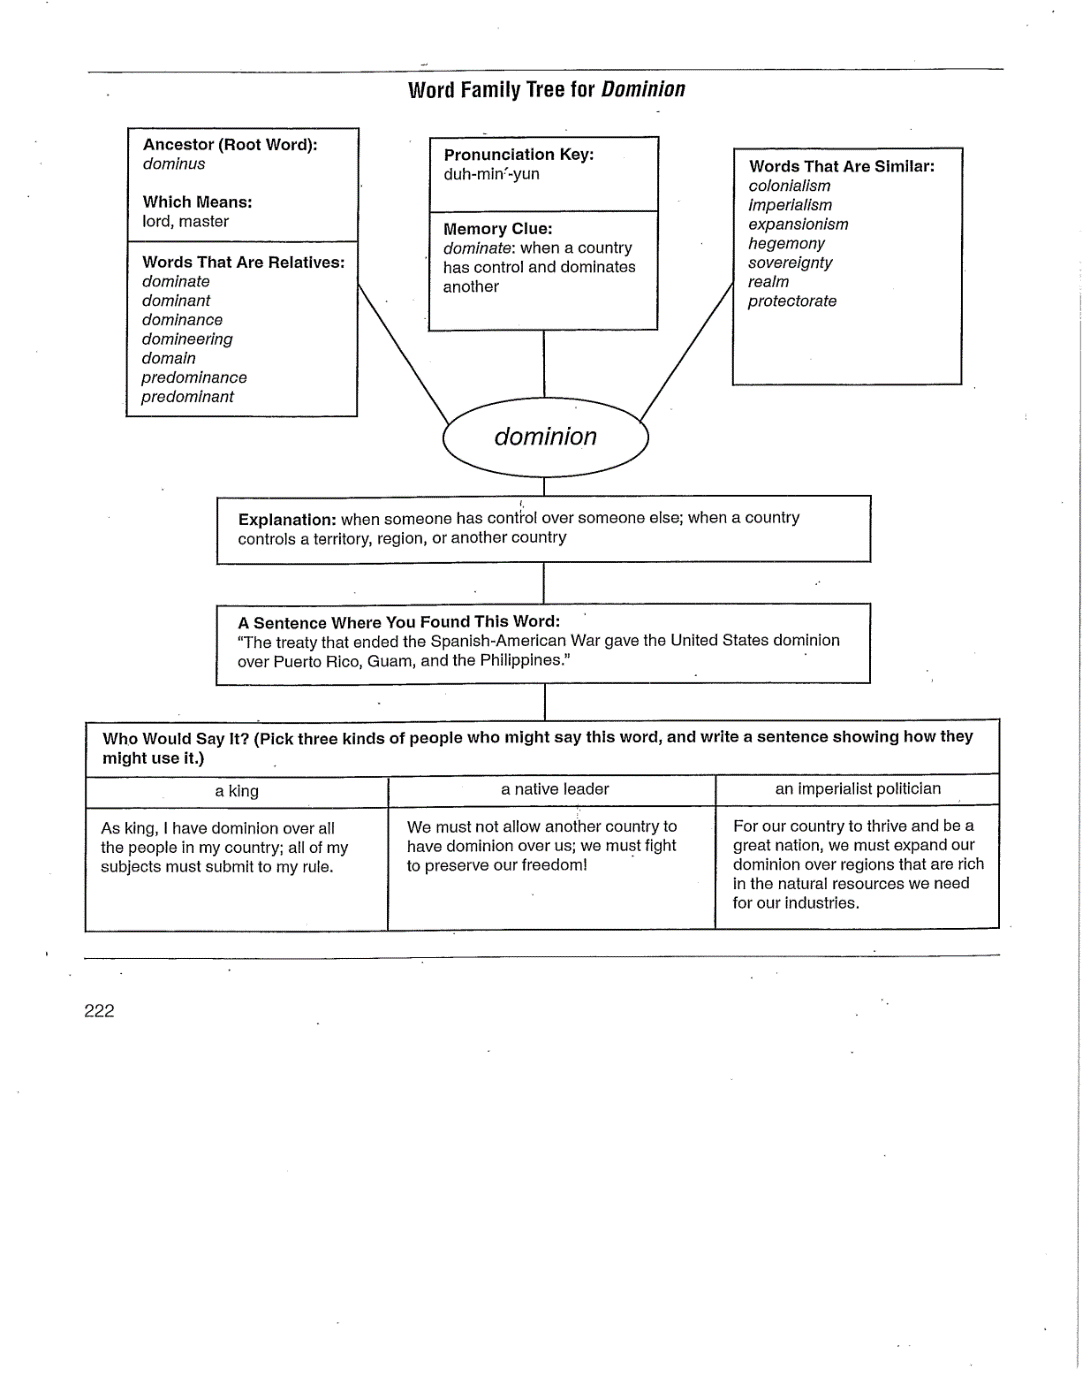 Word Family Tree for Dominion
Ancestor (Root Word):
dominus
Which Means:
lord, master
Words That Are Relatives:
dominate
dominant
dominance
domineering
domain
predominance
predominant
Pronunciation Key:
duh-min´-yun
Memory Clue:
dominate: when a country
has control and dominates
another
Words That Are Similar:
colonialism
imperialism
expansionism
hegemony
sovereignty
realm
protectorate
dominion
Explanation: when someone has control over someone else; when a country
controls a territory, region, or another country
A Sentence Where You Found This Word:
"The treaty that ended the Spanish-American War gave the United States dominion
over Puerto Rico, Guam, and the Philippines."
Who Would Say It? (Pick three kinds of people who might say this word, and write a sentence showing how they
might use it.)
a king
a native leader
an imperialist politician
As king, I have dominion over all
the people in my country; all of my
subjects must submit to my rule.
We must not allow another country to
have dominion over us; we must fight
to preserve our freedom!
For our country to thrive and be a
great nation, we must expand our
dominion over regions that are rich
in the natural resources we need
for our industries.
222